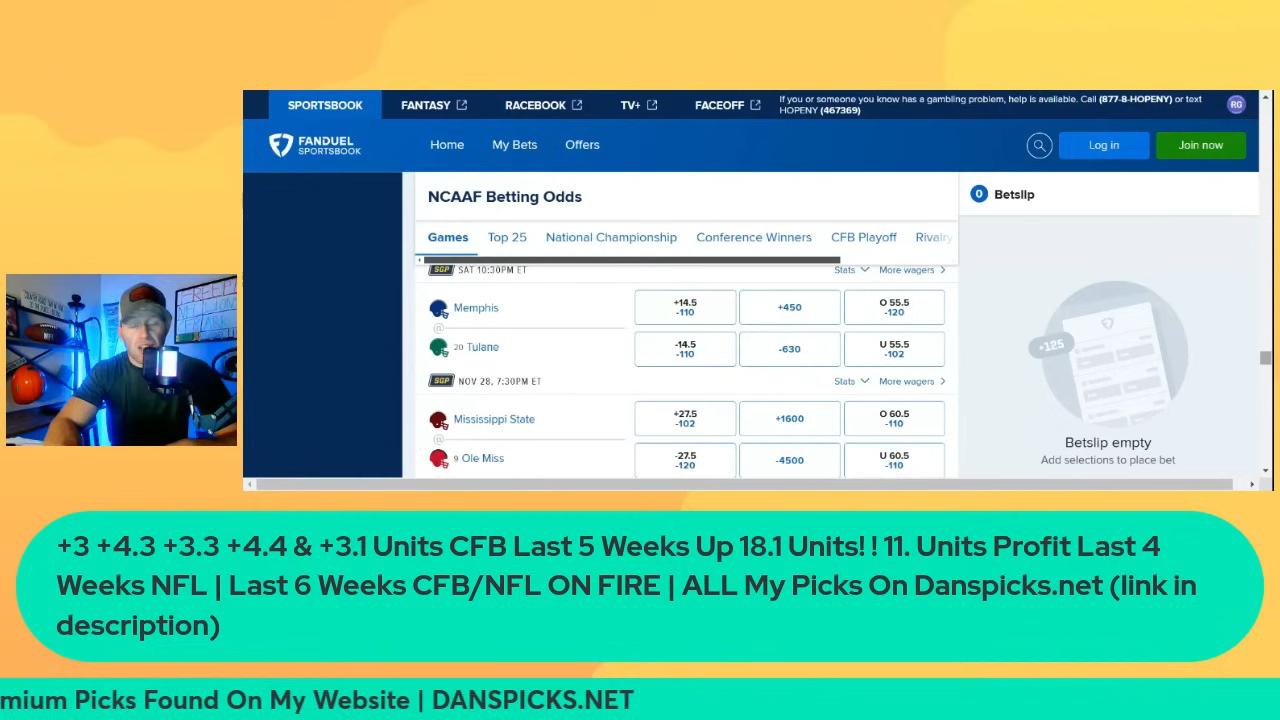 SPORTSBOOK FANTASY RACEBOOK TV+ FACEOFF
If you or someone you know has a gambling problem, help is available. Call (877-8-HOPENY) or text
HOPENY (467369)
RG
FANDUEL
SPORTSBOOK
Home My Bets Offers
Log in
Join now
NCAAF Betting Odds
0 Betslip
Games Top 25 National Championship Conference Winners CFB Playoff Rivalry
SGP SAT 10:30PM ET Stats More wagers
Memphis
+14.5
-110
+450
O 55.5
-120
@
20 Tulane
-14.5
-110
-630
U 55.5
-102
SGP NOV 28, 7:30PM ET Stats More wagers
Mississippi State
+27.5
-102
+1600
O 60.5
-110
@
9 Ole Miss
-27.5
-120
-4500
U 60.5
-110
+125
Betslip empty
Add selections to place bet
+3 +4.3 +3.3 +4.4 & +3.1 Units CFB Last 5 Weeks Up 18.1 Units! ! 11. Units Profit Last 4
Weeks NFL | Last 6 Weeks CFB/NFL ON FIRE | ALL My Picks On Danspicks.net (link in
description)
mium Picks Found On My Website | DANSPICKS.NET